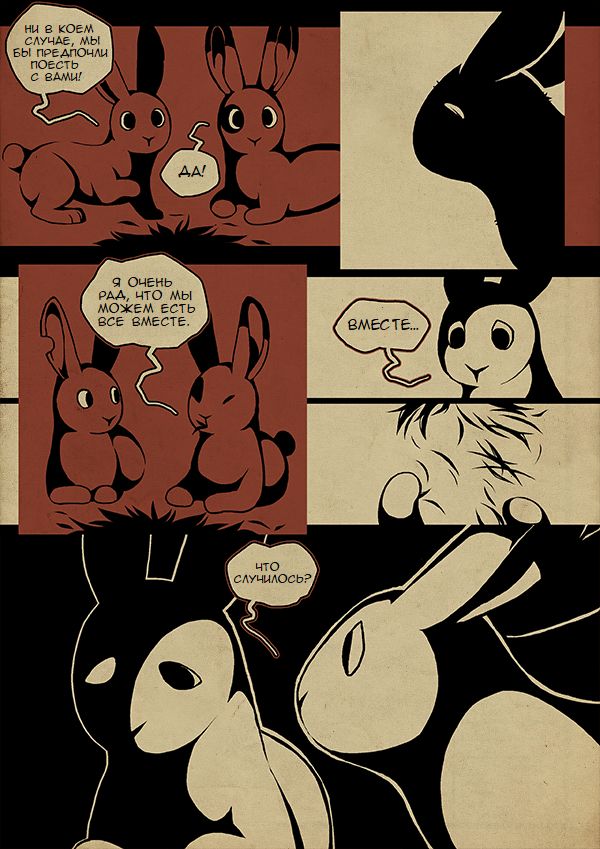 НИ В КОЕМ
СЛУЧАЕ, МЫ
БЫ ПРЕДПОЧЛИ
ПОЕСТЬ
С ВАМИ!
ДА!
Я ОЧЕНЬ
РАД, ЧТО МЫ
МОЖЕМ ЕСТЬ
ВСЕ ВМЕСТЕ.
ВМЕСТЕ...
ЧТО
СЛУЧИЛОСЬ?